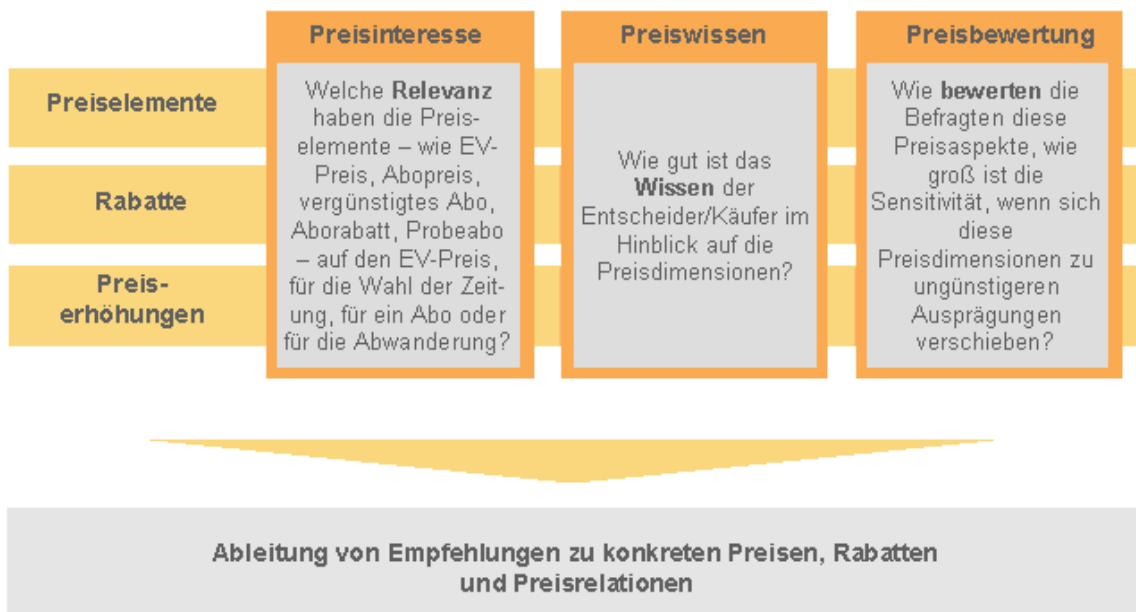 Preisinteresse
Preiswissen
Preisbewertung
Preiselemente
Rabatte
Preis-
erhöhungen
Welche Relevanz
haben die Preis-
elemente – wie EV-
Preis, Abopreis,
vergünstigtes Abo,
Aborabatt, Probeabo
– auf den EV-Preis,
für die Wahl der Zeit-
ung, für ein Abo oder
für die Abwanderung?
Wie gut ist das
Wissen der
Entscheider/Käufer im
Hinblick auf die
Preisdimensionen?
Wie bewerten die
Befragten diese
Preisaspekte, wie
groß ist die
Sensitivität, wenn sich
diese
Preisdimensionen zu
ungünstigeren
Ausprägungen
verschieben?
Ableitung von Empfehlungen zu konkreten Preisen, Rabatten
und Preisrelationen